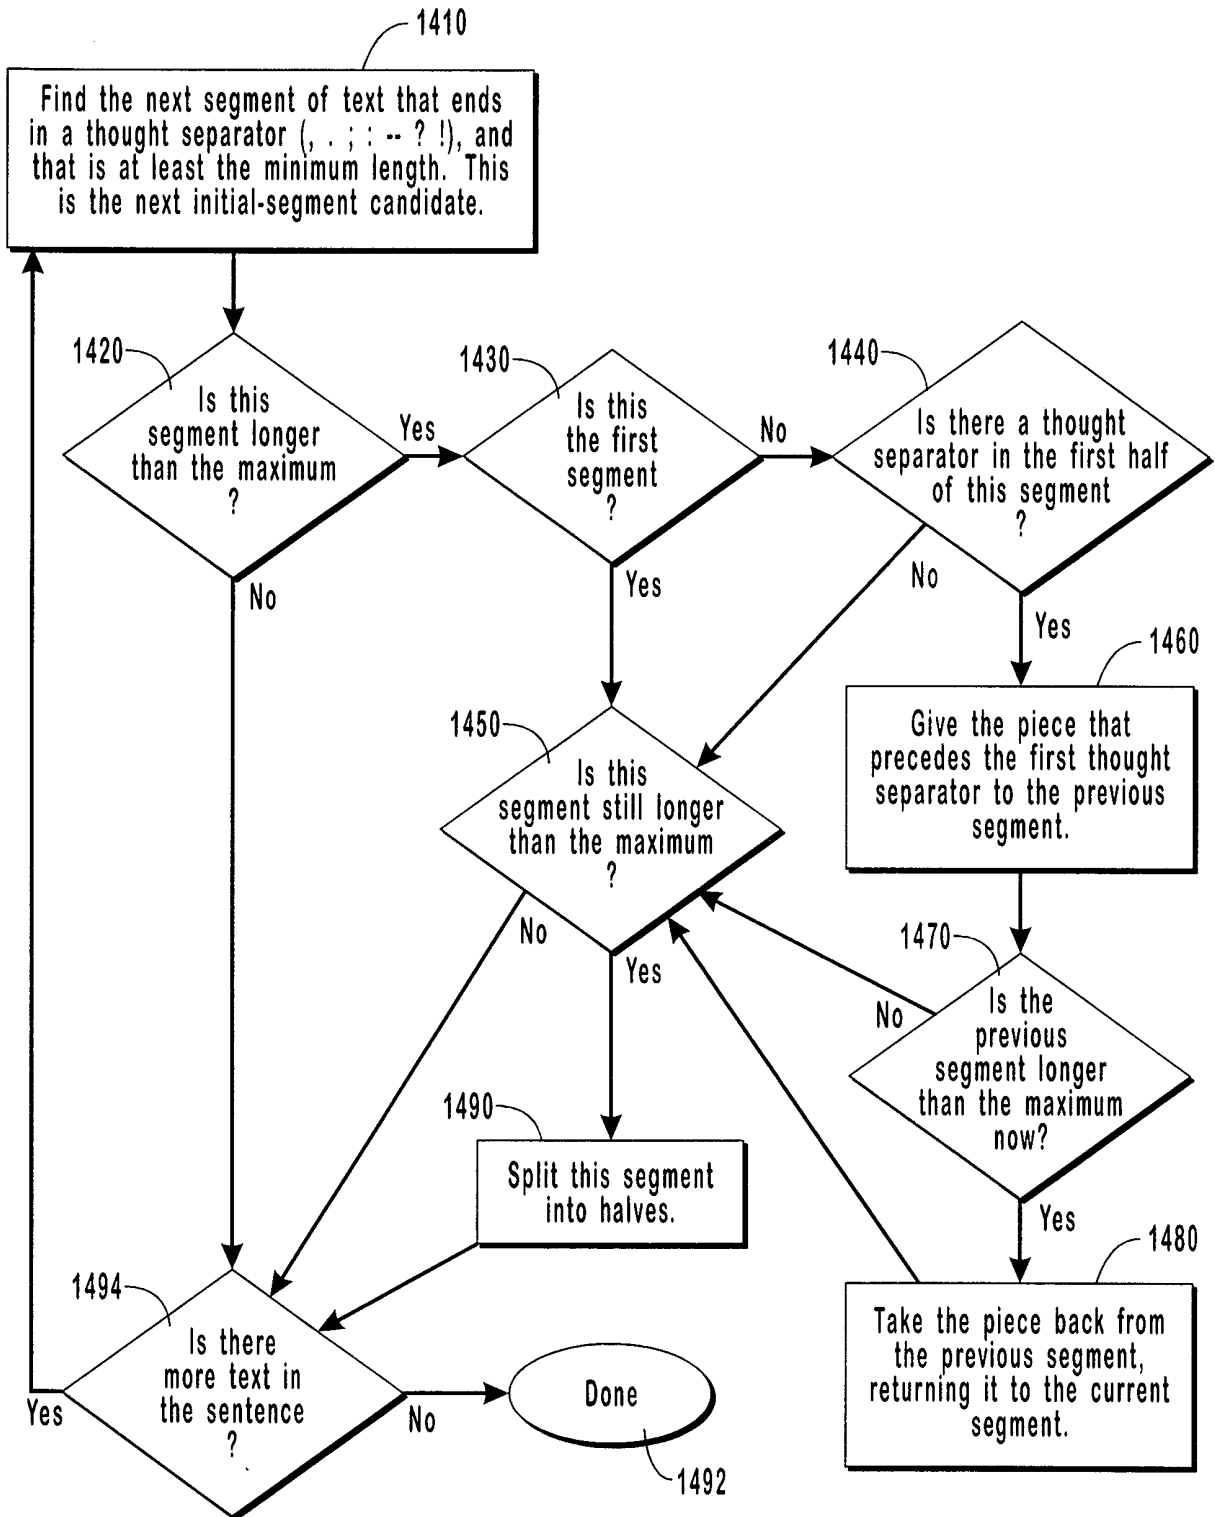 1410
Find the next segment of text that ends
in a thought separator (, . ; : -- ? !), and
that is at least the minimum length. This
is the next initial-segment candidate.
1420
Is this
segment longer
than the maximum
?
Yes
No
1430
Is this
the first
segment
?
No
Yes
1440
Is there a thought
separator in the first half
of this segment
?
No
Yes
1460
Give the piece that
precedes the first thought
separator to the previous
segment.
1450
Is this
segment still longer
than the maximum
?
No
Yes
1470
Is the
previous
segment longer
than the maximum
now?
No
Yes
1490
Split this segment
into halves.
1480
Take the piece back from
the previous segment,
returning it to the current
segment.
1494
Is there
more text in
the sentence
?
Yes
No
Done
1492